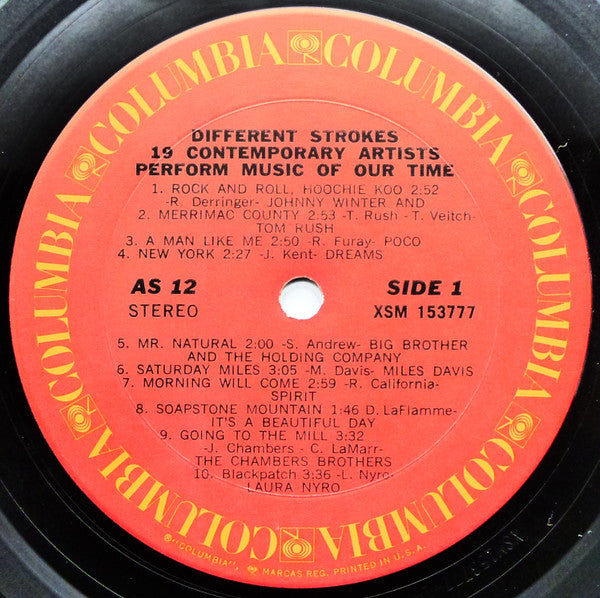 COLUMBIA COLUMBIA COLUMBIA COLUMBIA COLUMBIA COLUMBIA
DIFFERENT STROKES
19 CONTEMPORARY ARTISTS
PERFORM MUSIC OF OUR TIME
1. ROCK AND ROLL, HOOCHIE KOO 2:52
-R. Derringer- JOHNNY WINTER AND
2. MERRIMAC COUNTY 2:53 -T. Rush - T. Veitch-
TOM RUSH
3. A MAN LIKE ME 2:50 -R. Furay- POCO
4. NEW YORK 2:27 -J. Kent- DREAMS
AS 12 SIDE 1
STEREO XSM 153777
5. MR. NATURAL 2:00 -S. Andrew- BIG BROTHER
AND THE HOLDING COMPANY
6. SATURDAY MILES 3:05 -M. Davis- MILES DAVIS
7. MORNING WILL COME 2:59 -R. California-
SPIRIT
8. SOAPSTONE MOUNTAIN 1:46 D. LaFlamme-
IT'S A BEAUTIFUL DAY
9. GOING TO THE MILL 3:32
-J. Chambers - C. LaMarr-
THE CHAMBERS BROTHERS
10. Blackpatch 3:36 -L. Nyro-
LAURA NYRO
® "COLUMBIA", MARCAS REG. PRINTED IN U.S.A.